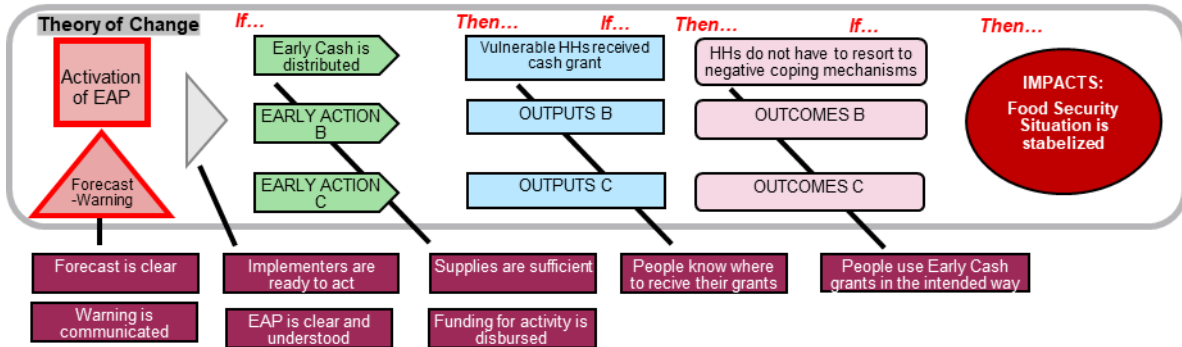 Theory of Change
If...
Then...
If...
Then...
If...
Then...
Activation
of EAP
Forecast
-Warning
Early Cash is
distributed
EARLY ACTION
B
EARLY ACTION
C
Vulnerable HHs received
cash grant
OUTPUTS B
OUTPUTS C
HHs do not have to resort to
negative coping mechanisms
OUTCOMES B
OUTCOMES C
IMPACTS:
Food Security
Situation is
stabelized
Forecast is clear
Warning is
communicated
Implementers are
ready to act
EAP is clear and
understood
Supplies are sufficient
Funding for activity is
disbursed
People know where
to recive their grants
People use Early Cash
grants in the intended way